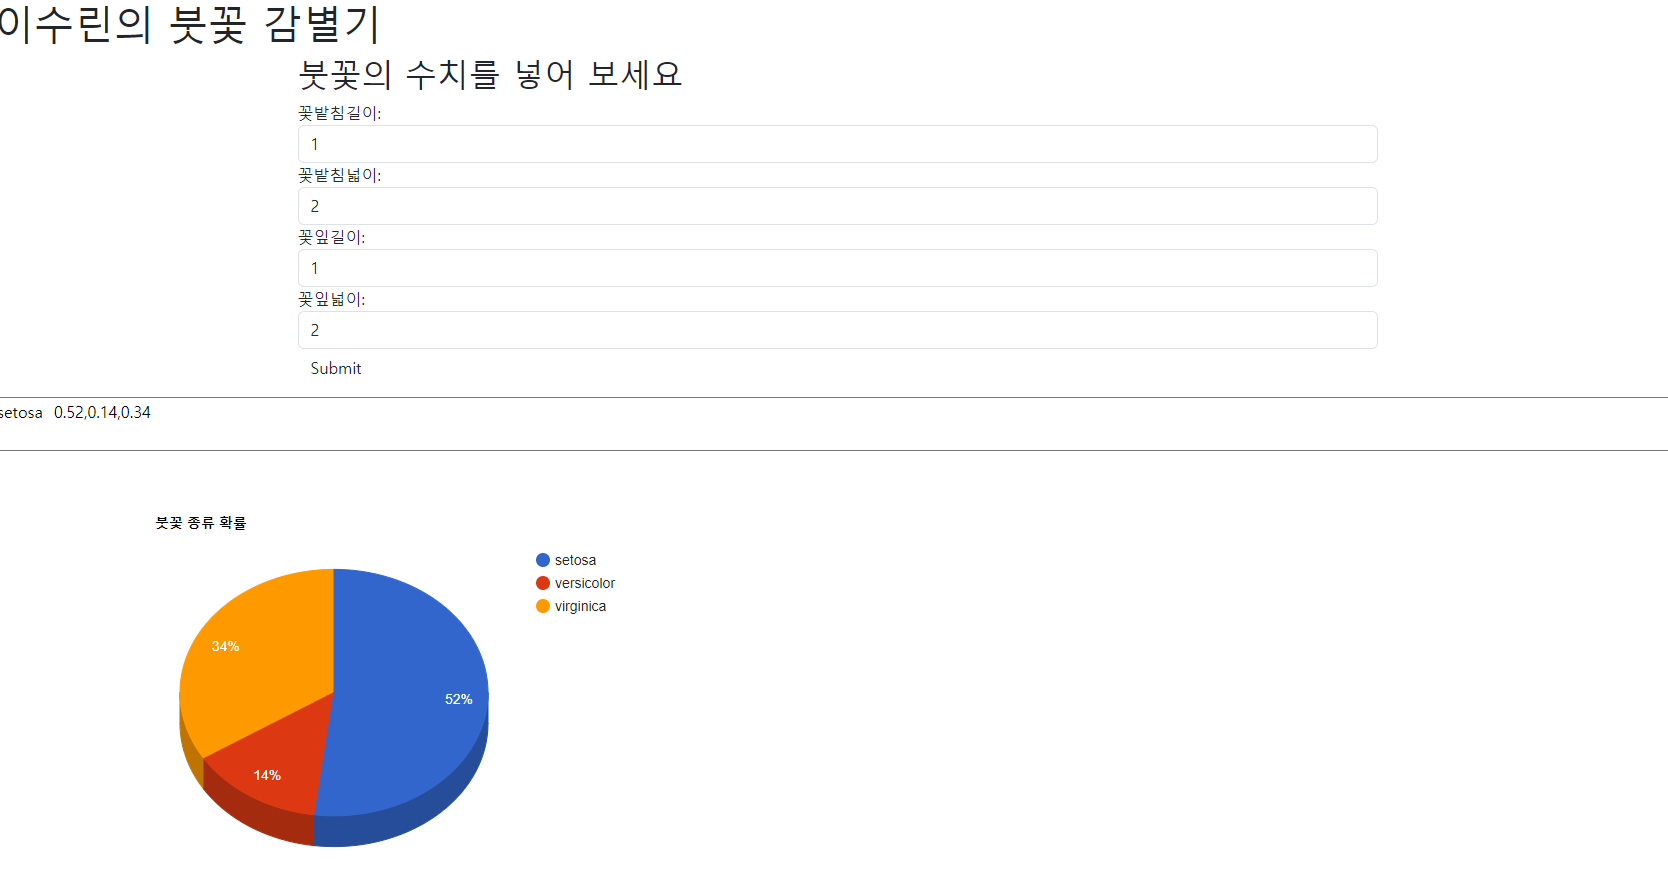 이수린의 붓꽃 감별기
붓꽃의 수치를 넣어 보세요
꽃밭침길이:
1
꽃밭침넓이:
2
꽃잎길이:
1
꽃잎넓이:
2
Submit
setosa 0.52,0.14,0.34
붓꽃 종류 확률
setosa
versicolor
virginica
34%
52%
14%